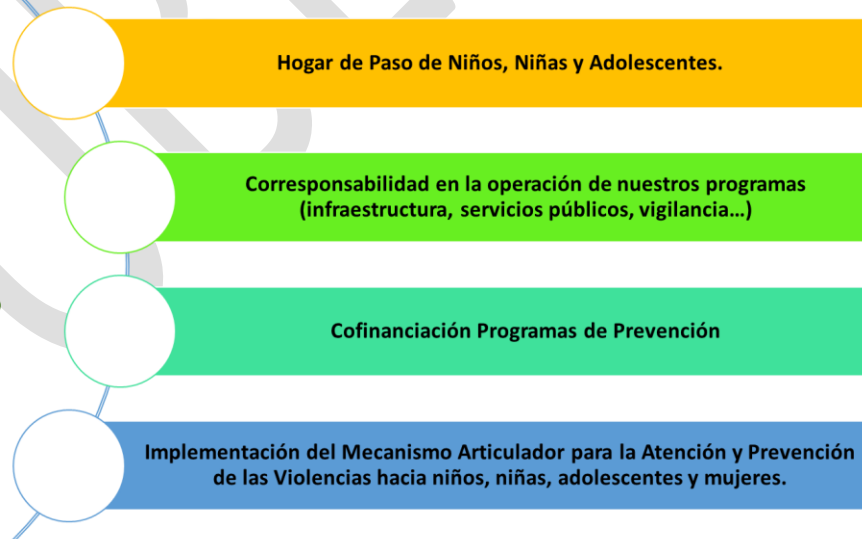 Hogar de Paso de Niños, Niñas y Adolescentes.
Corresponsabilidad en la operación de nuestros programas
(infraestructura, servicios públicos, vigilancia…)
Cofinanciación Programas de Prevención
Implementación del Mecanismo Articulador para la Atención y Prevención
de las Violencias hacia niños, niñas, adolescentes y mujeres.